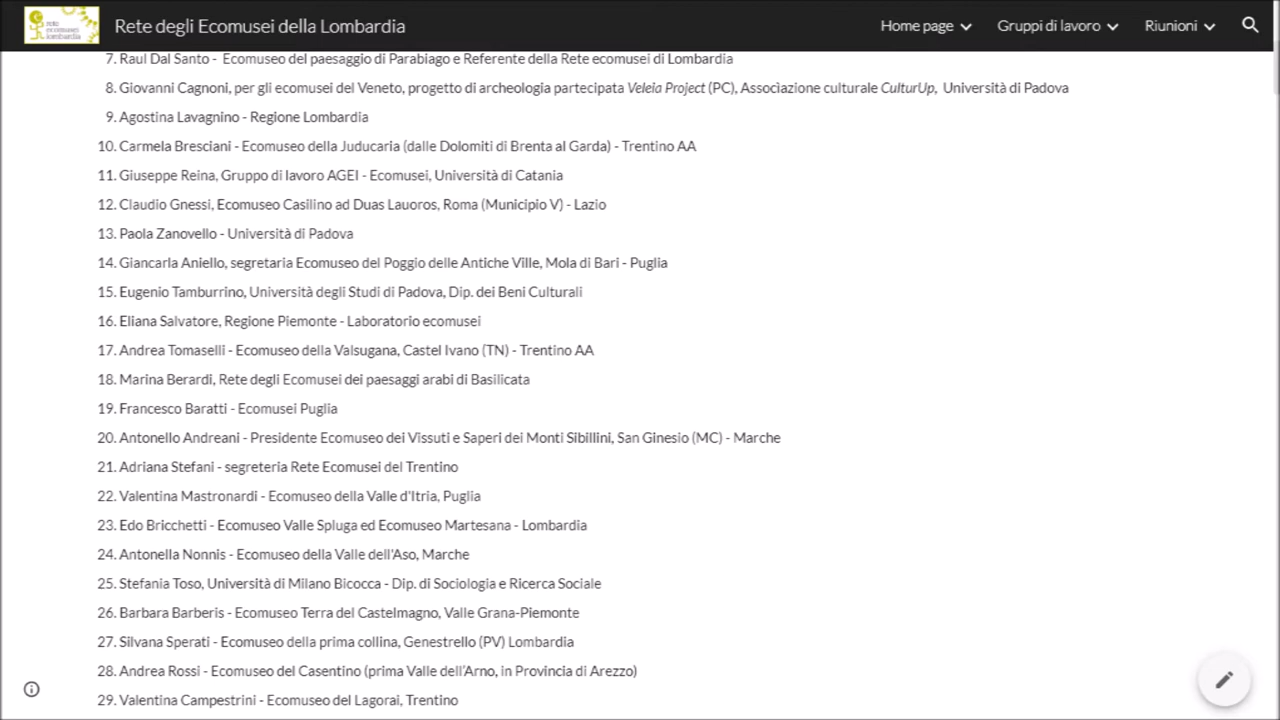 rete
ecomusei
lombardia
Rete degli Ecomusei della Lombardia
Home page
Gruppi di lavoro
Riunioni
7. Raul Dal Santo - Ecomuseo del paesaggio di Parabiago e Referente della Rete ecomusei di Lombardia
8. Giovanni Cagnoni, per gli ecomusei del Veneto, progetto di archeologia partecipata Veleia Project (PC), Associazione culturale CulturUp, Università di Padova
9. Agostina Lavagnino - Regione Lombardia
10. Carmela Bresciani - Ecomuseo della Juducaria (dalle Dolomiti di Brenta al Garda) - Trentino AA
11. Giuseppe Reina, Gruppo di lavoro AGEI - Ecomusei, Università di Catania
12. Claudio Gnessi, Ecomuseo Casilino ad Duas Lauoros, Roma (Municipio V) - Lazio
13. Paola Zanovello - Università di Padova
14. Giancarla Aniello, segretaria Ecomuseo del Poggio delle Antiche Ville, Mola di Bari - Puglia
15. Eugenio Tamburrino, Università degli Studi di Padova, Dip. dei Beni Culturali
16. Eliana Salvatore, Regione Piemonte - Laboratorio ecomusei
17. Andrea Tomaselli - Ecomuseo della Valsugana, Castel Ivano (TN) - Trentino AA
18. Marina Berardi, Rete degli Ecomusei dei paesaggi arabi di Basilicata
19. Francesco Baratti - Ecomusei Puglia
20. Antonello Andreani - Presidente Ecomuseo dei Vissuti e Saperi dei Monti Sibillini, San Ginesio (MC) - Marche
21. Adriana Stefani - segreteria Rete Ecomusei del Trentino
22. Valentina Mastronardi - Ecomuseo della Valle d'Itria, Puglia
23. Edo Bricchetti - Ecomuseo Valle Spluga ed Ecomuseo Martesana - Lombardia
24. Antonella Nonnis - Ecomuseo della Valle dell'Aso, Marche
25. Stefania Toso, Università di Milano Bicocca - Dip. di Sociologia e Ricerca Sociale
26. Barbara Barberis - Ecomuseo Terra del Castelmagno, Valle Grana-Piemonte
27. Silvana Sperati - Ecomuseo della prima collina, Genestrello (PV) Lombardia
28. Andrea Rossi - Ecomuseo del Casentino (prima Valle dell'Arno, in Provincia di Arezzo)
29. Valentina Campestrini - Ecomuseo del Lagorai, Trentino